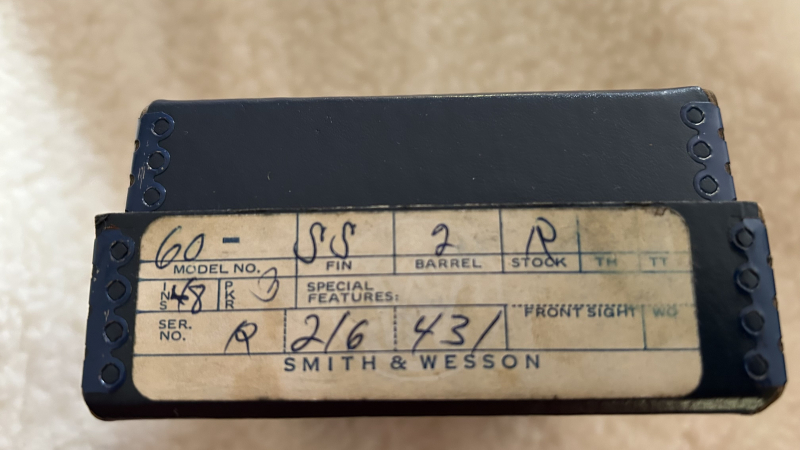 60 - SS 2 R
MODEL NO. FIN BARREL STOCK TH TT
INS 48 PKR 3 SPECIAL FEATURES:
FRONT SIGHT WO
SER. NO. R 216 431
SMITH & WESSON